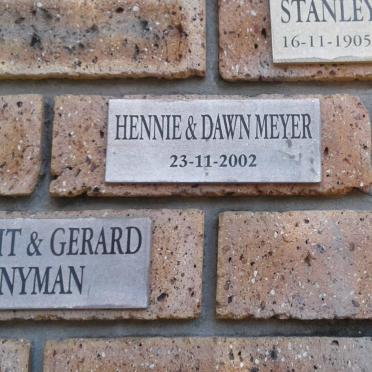 STANLEY
16-11-1905
HENNIE & DAWN MEYER
23-11-2002
& GERARD
NYMAN